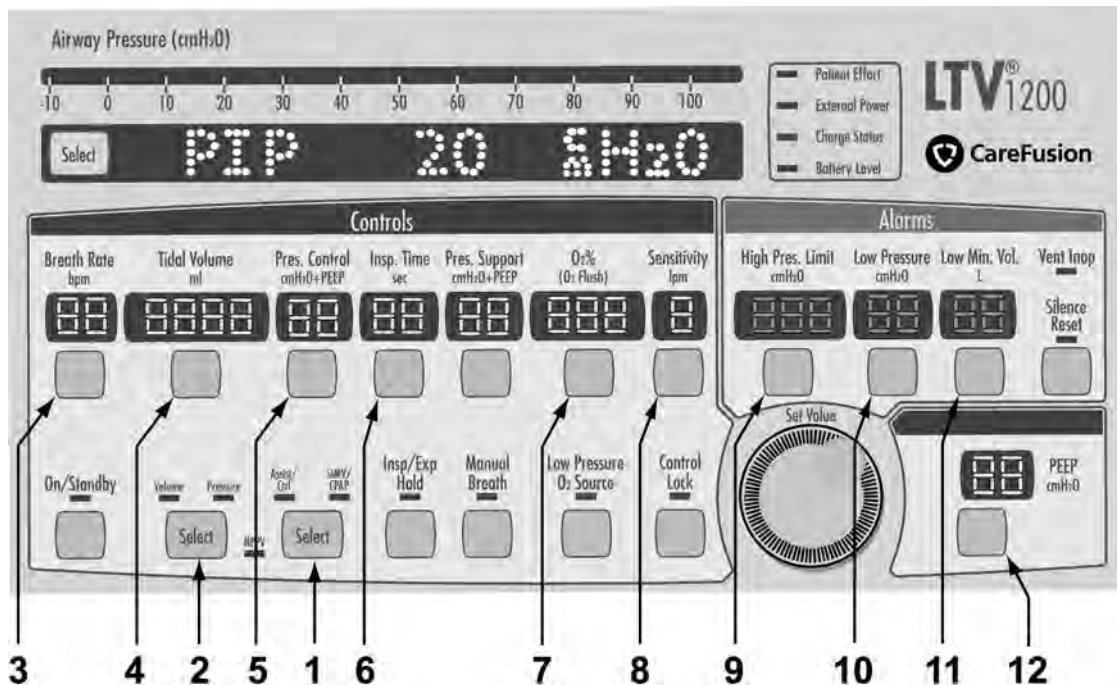 Airway Pressure (cmH2O)
-10 0 10 20 30 40 50 60 70 80 90 100
Select PIP 20 cmH2O
Patient Effort
External Power
Charge Status
Battery Level
LTV® 1200
CareFusion
Controls
Breath Rate
bpm
Tidal Volume
ml
Pres. Control
cmH2O+PEEP
Insp. Time
sec
Pres. Support
cmH2O+PEEP
O2%
(O2 Flush)
Sensitivity
lpm
On/Standby
Volume Pressure
Select
NPPV
Assist/
Ctrl
SIMV/
CPAP
Select
Insp/Exp
Hold
Manual
Breath
Low Pressure
O2 Source
Control
Lock
Alarms
High Pres. Limit
cmH2O
Low Pressure
cmH2O
Low Min. Vol.
L
Vent Inop
Silence
Reset
Set Value
PEEP
cmH2O
3 4 2 5 1 6 7 8 9 10 11 12